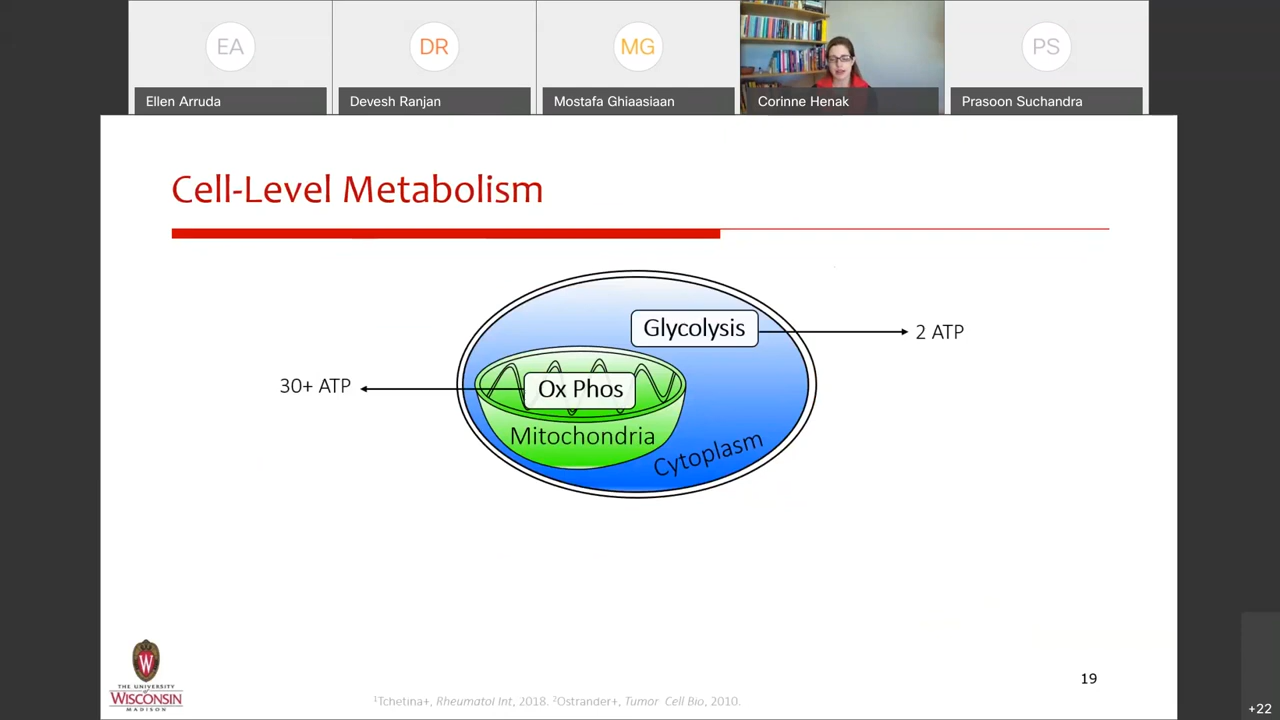 EA
DR
MG
PS
Ellen Arruda
Devesh Ranjan
Mostafa Ghiaasiaan
Corinne Henak
Prasoon Suchandra
Cell-Level Metabolism
Glycolysis
2 ATP
30+ ATP
Ox Phos
Mitochondria
Cytoplasm
W
THE UNIVERSITY
of
WISCONSIN
MADISON
19
¹Tchetina+, Rheumatol Int, 2018. ²Ostrander+, Tumor Cell Bio, 2010.
+22